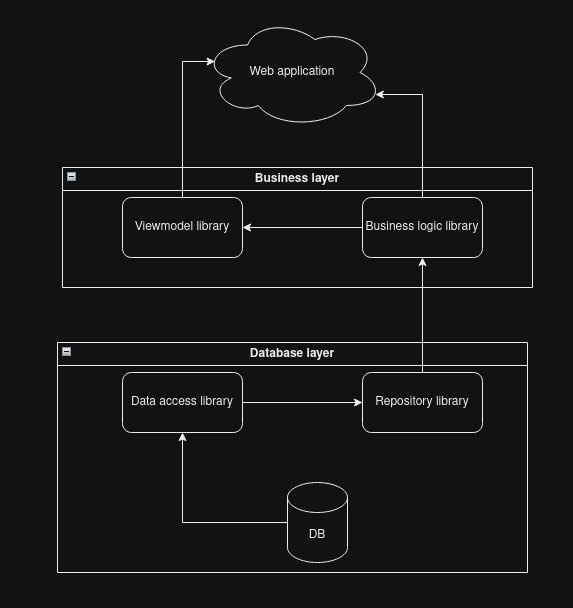 Web application
Business layer
Viewmodel library
Business logic library
Database layer
Data access library
Repository library
DB